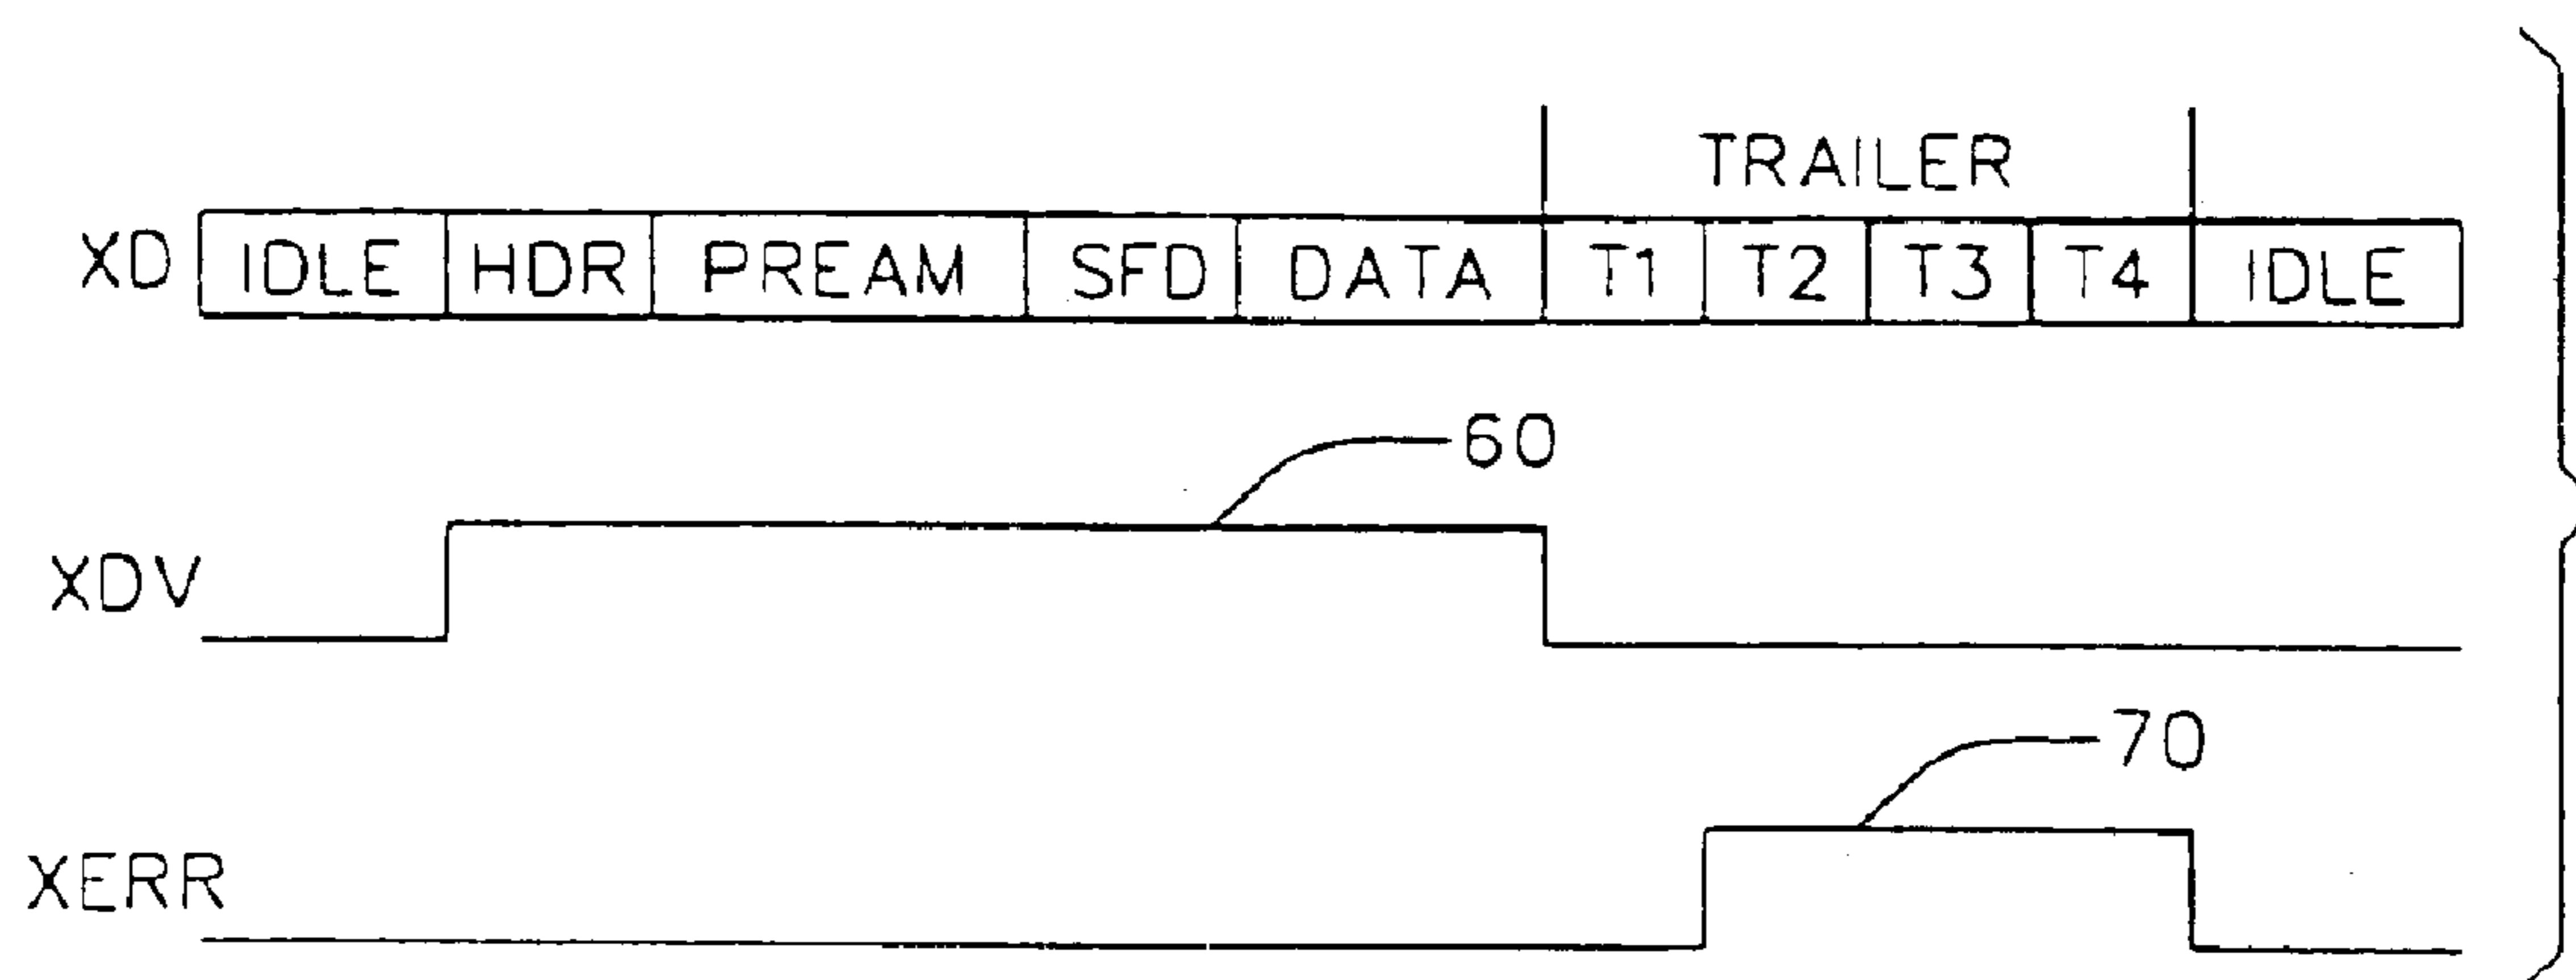 TRAILER
XD IDLE HDR PREAM SFD DATA T1 T2 T3 T4 IDLE
60
XDV
70
XERR